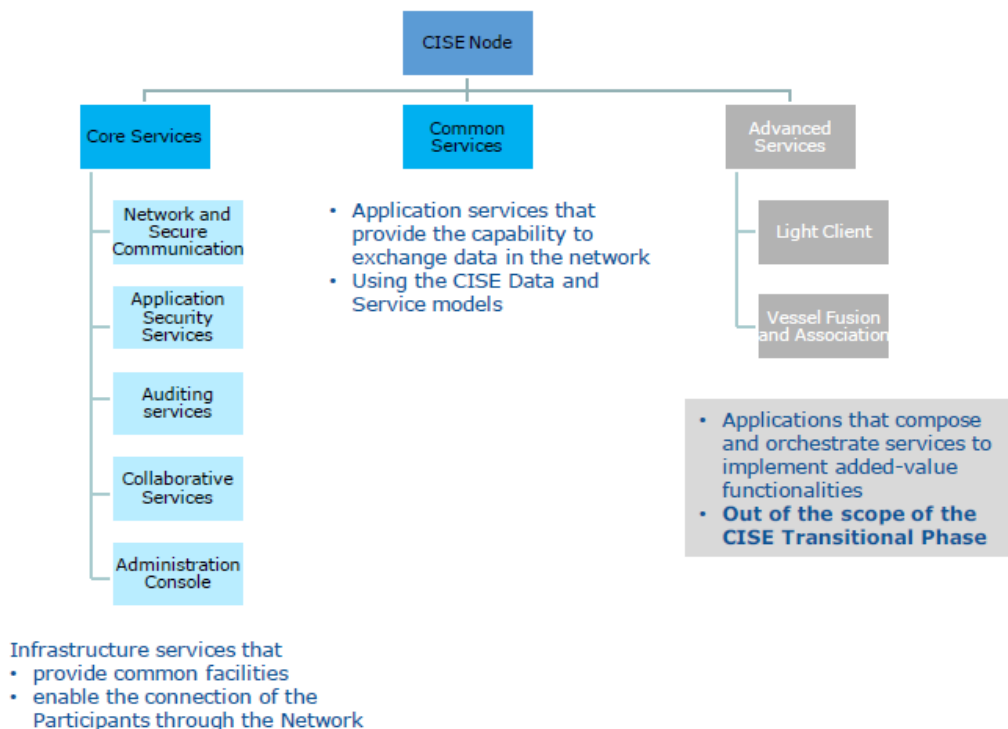 CISE Node
Core Services
Common
Services
Advanced
Services
Network and
Secure
Communication
Application
Security
Services
Auditing
services
Collaborative
Services
Administration
Console
Infrastructure services that
• provide common facilities
• enable the connection of the
Participants through the Network
• Application services that
provide the capability to
exchange data in the network
• Using the CISE Data and
Service models
Light Client
Vessel Fusion
and Association
• Applications that compose
and orchestrate services to
implement added-value
functionalities
• Out of the scope of the
CISE Transitional Phase